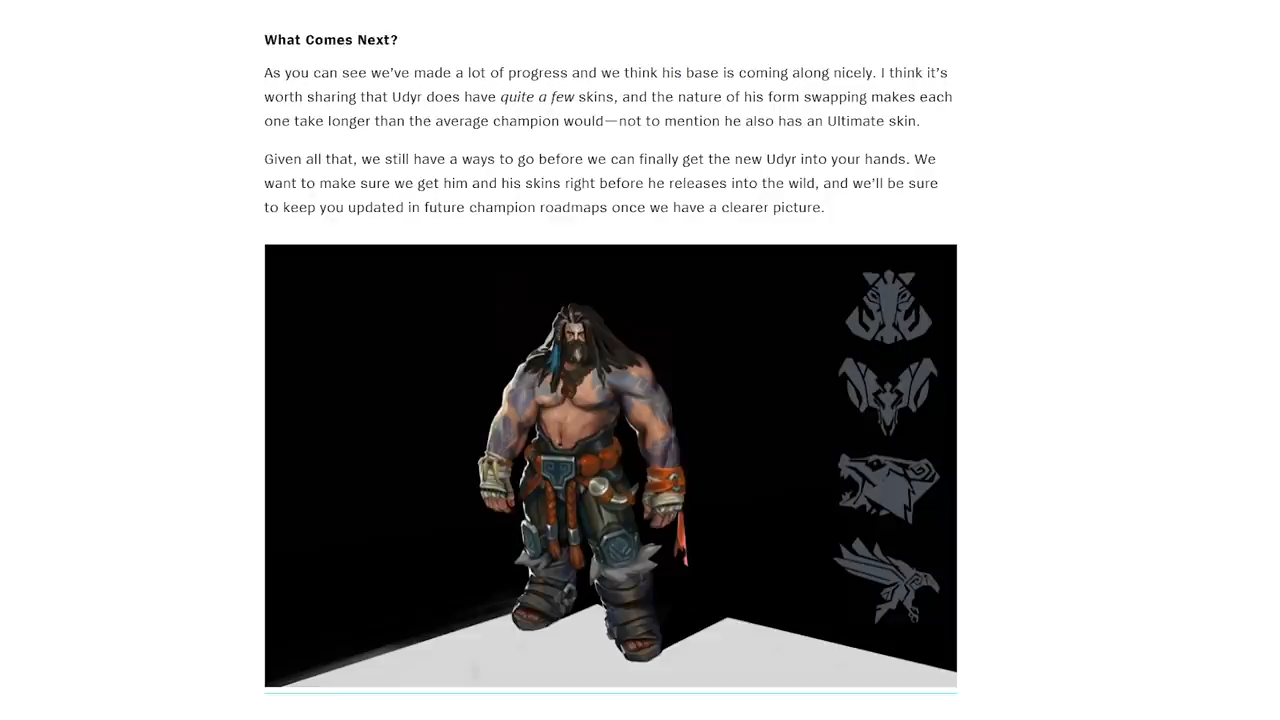 What Comes Next?
As you can see we’ve made a lot of progress and we think his base is coming along nicely. I think it’s
worth sharing that Udyr does have quite a few skins, and the nature of his form swapping makes each
one take longer than the average champion would—not to mention he also has an Ultimate skin.
Given all that, we still have a ways to go before we can finally get the new Udyr into your hands. We
want to make sure we get him and his skins right before he releases into the wild, and we’ll be sure
to keep you updated in future champion roadmaps once we have a clearer picture.